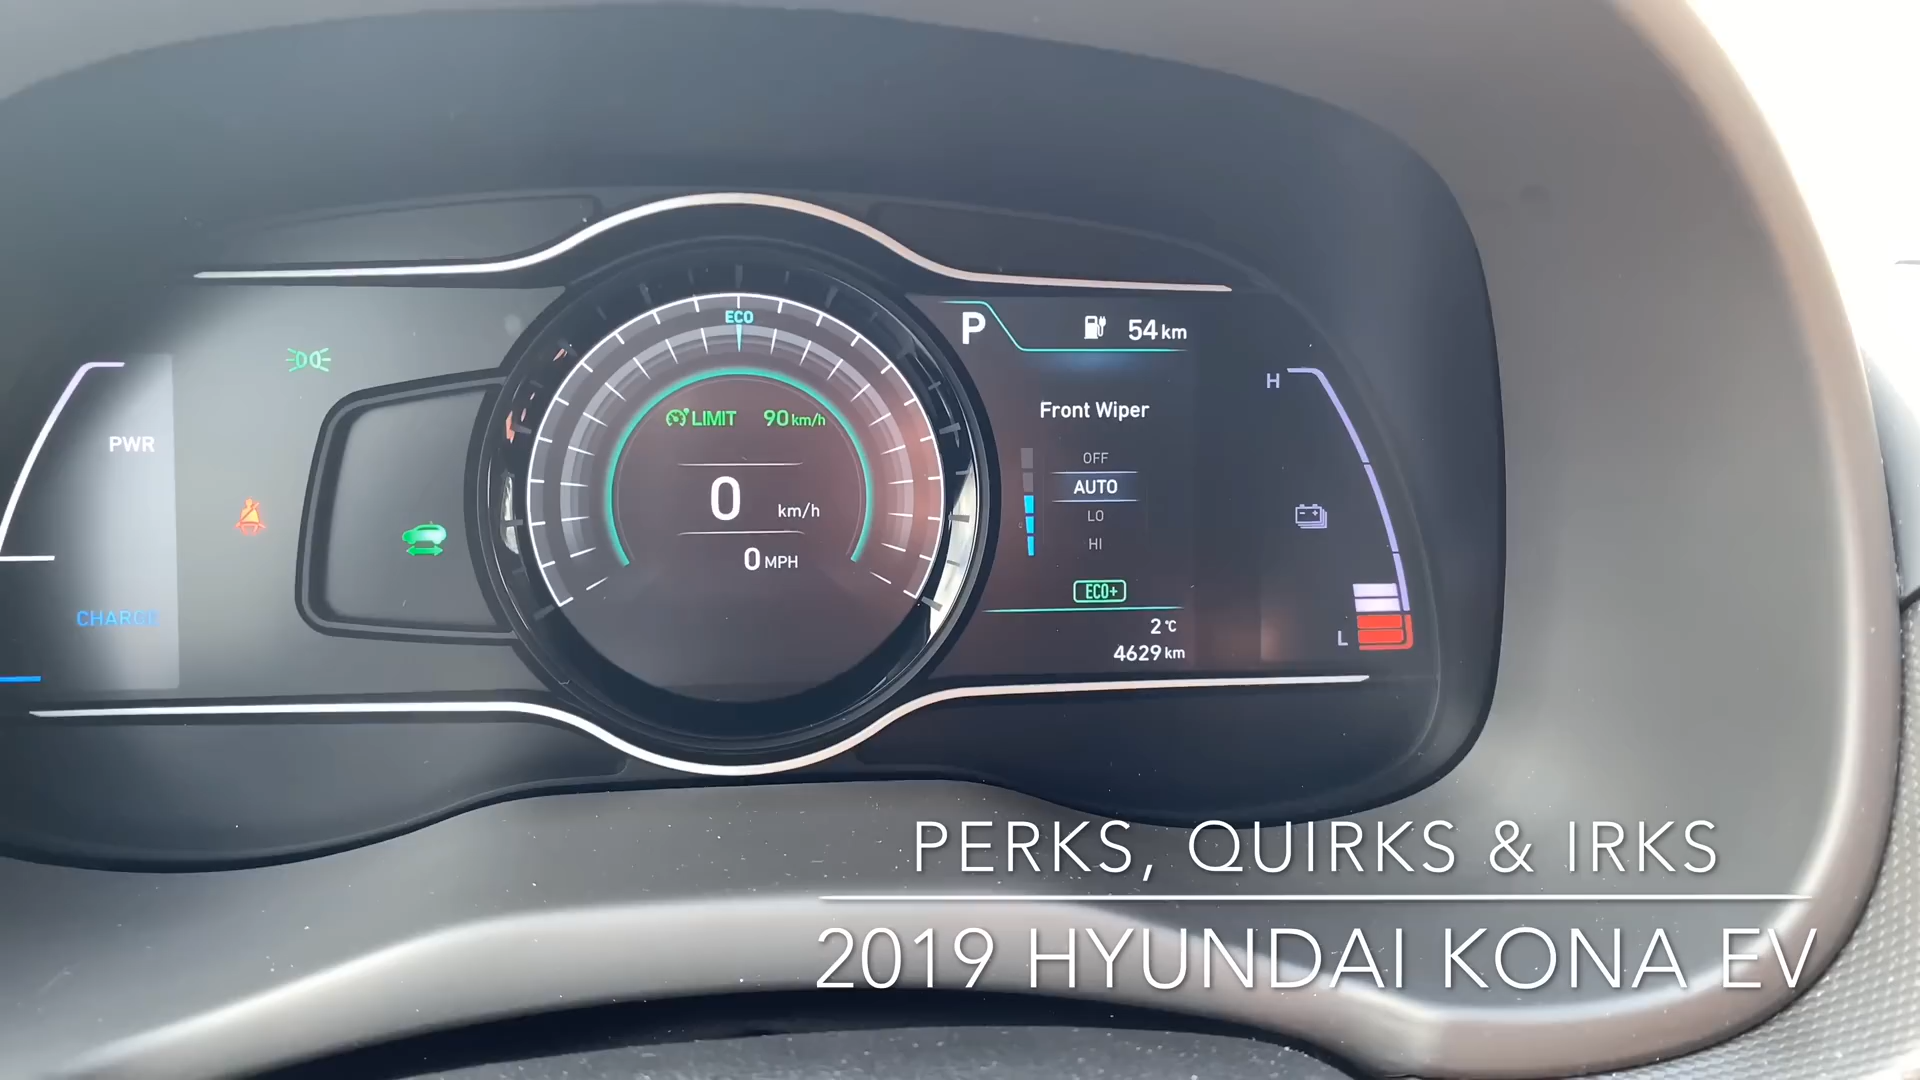 ECO
P
54 km
H
LIMIT 90 km/h
Front Wiper
PWR
OFF
AUTO
LO
HI
0 km/h
0 MPH
ECO+
CHARGE
2 °C
L
4629 km
PERKS, QUIRKS & IRKS
2019 HYUNDAI KONA EV